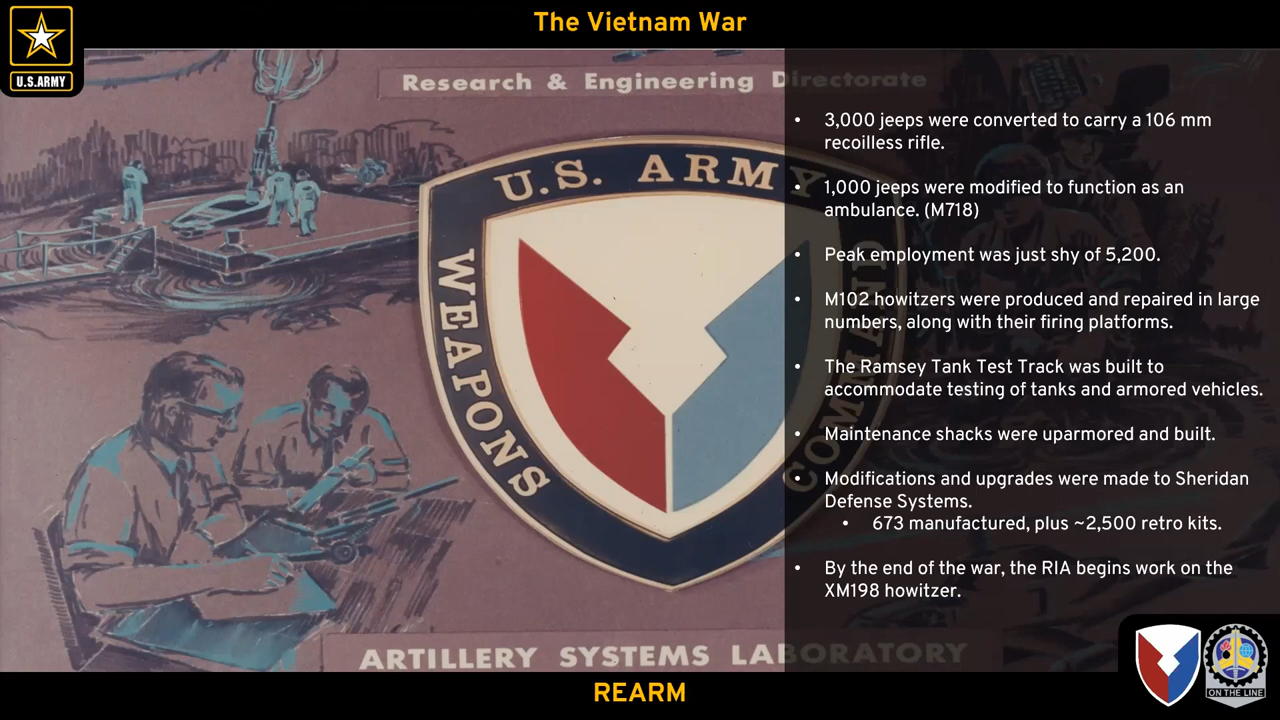 The Vietnam War
U.S.ARMY
Research & Engineering Directorate
U.S. ARMY
WEAPONS
COMMAND
• 3,000 jeeps were converted to carry a 106 mm
recoilless rifle.
• 1,000 jeeps were modified to function as an
ambulance. (M718)
• Peak employment was just shy of 5,200.
• M102 howitzers were produced and repaired in large
numbers, along with their firing platforms.
• The Ramsey Tank Test Track was built to
accommodate testing of tanks and armored vehicles.
• Maintenance shacks were uparmored and built.
• Modifications and upgrades were made to Sheridan
Defense Systems.
• 673 manufactured, plus ~2,500 retro kits.
• By the end of the war, the RIA begins work on the
XM198 howitzer.
ARTILLERY SYSTEMS LABORATORY
REARM
ON THE LINE